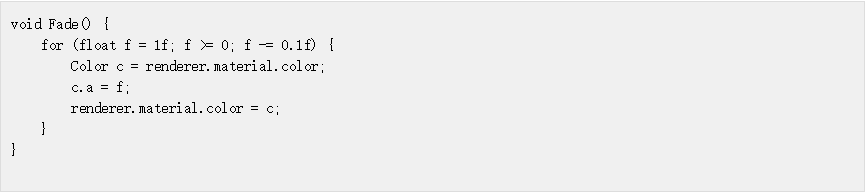 void Fade() {
    for (float f = 1f; f >= 0; f -= 0.1f) {
        Color c = renderer.material.color;
        c.a = f;
        renderer.material.color = c;
    }
}